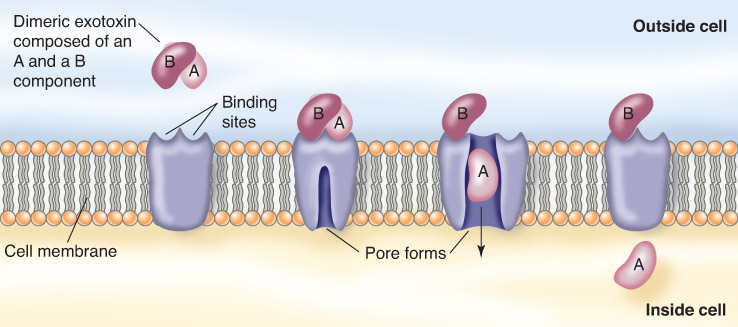 Dimeric exotoxin
composed of an
A and a B
component
B
A
Outside cell
Binding
sites
B
A
B
A
B
Cell membrane
Pore forms
A
Inside cell